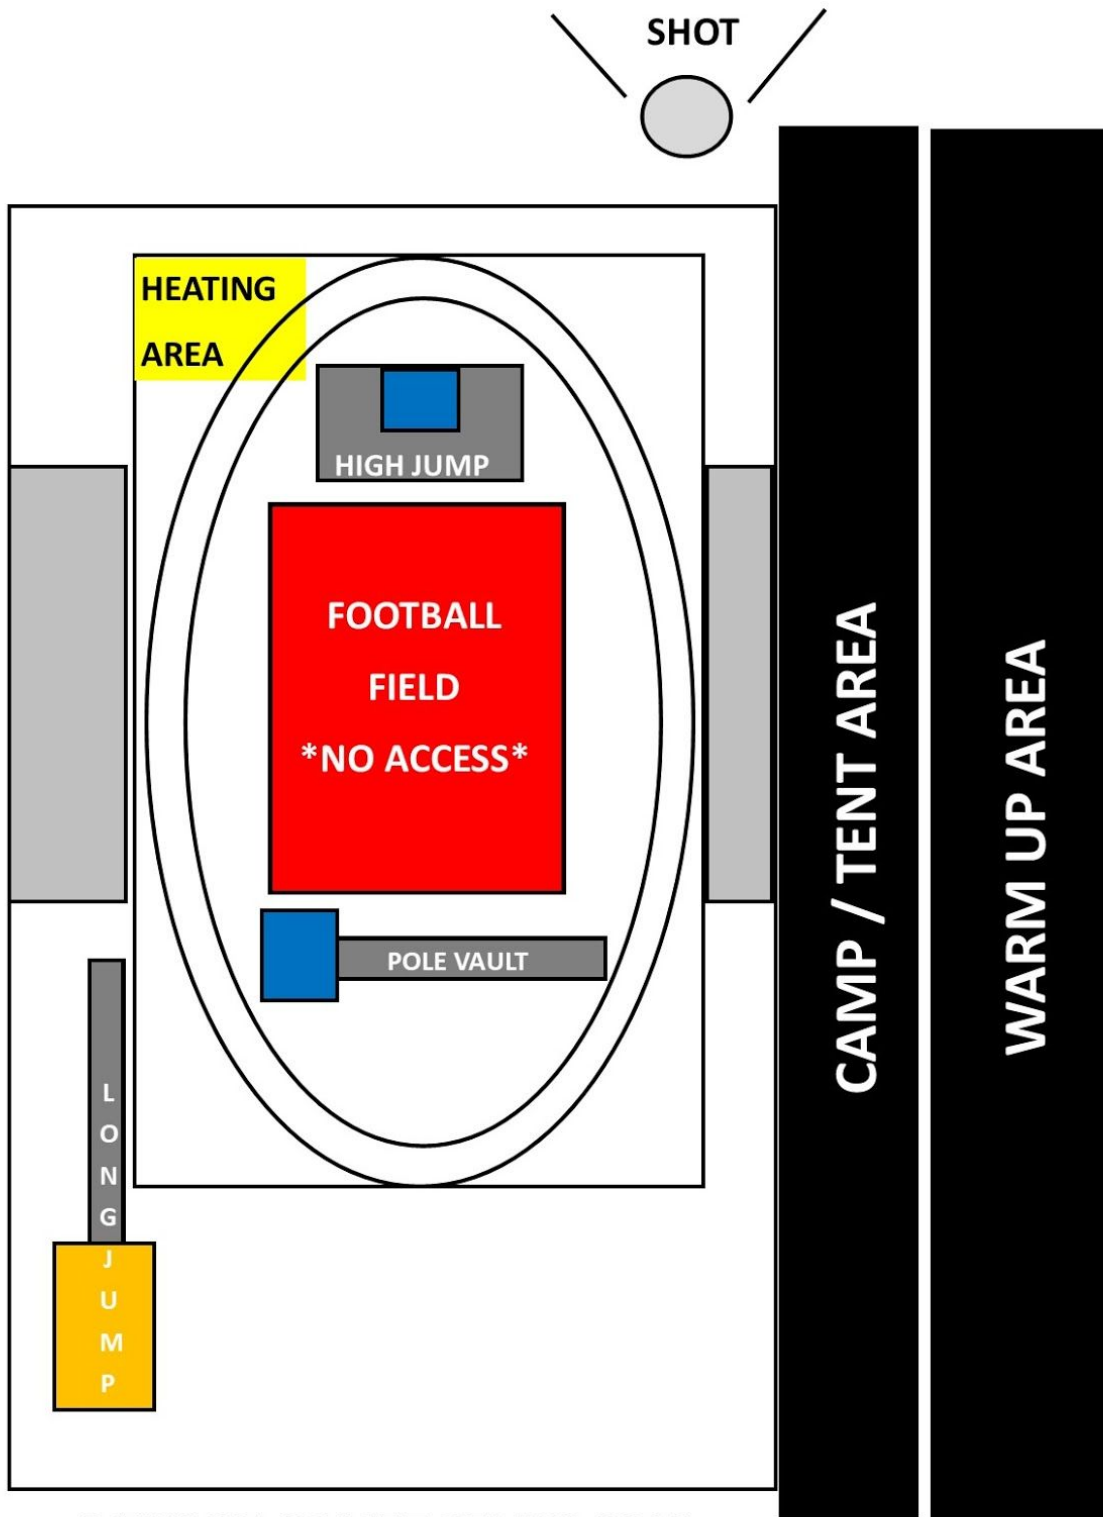 SHOT
HEATING
AREA
HIGH JUMP
FOOTBALL
FIELD
*NO ACCESS*
POLE VAULT
LONG JUMP
CAMP / TENT AREA
WARM UP AREA